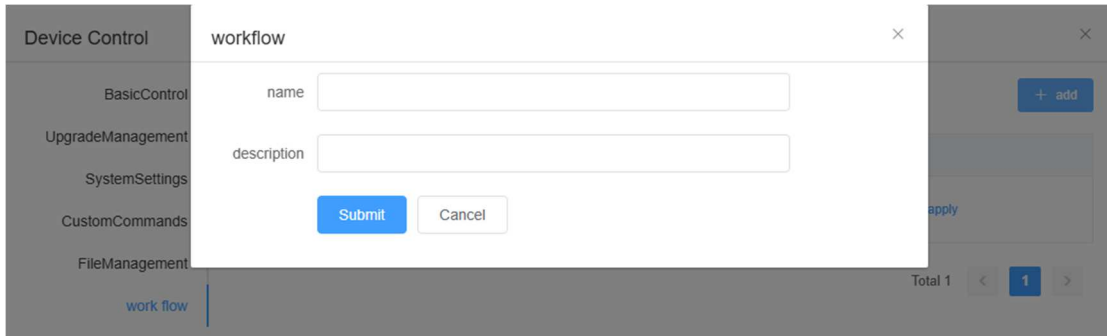 Device Control
BasicControl
UpgradeManagement
SystemSettings
CustomCommands
FileManagement
work flow
workflow
name
description
Submit Cancel
+ add
apply
Total 1 < 1 >